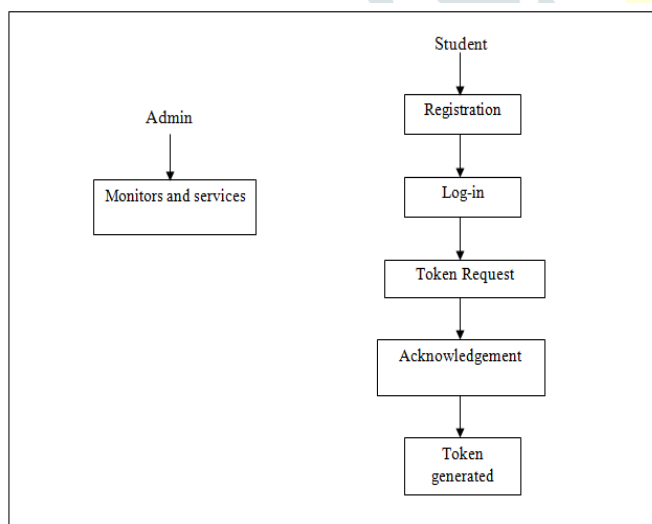 Admin
Monitors and services
Student
Registration
Log-in
Token Request
Acknowledgement
Token
generated